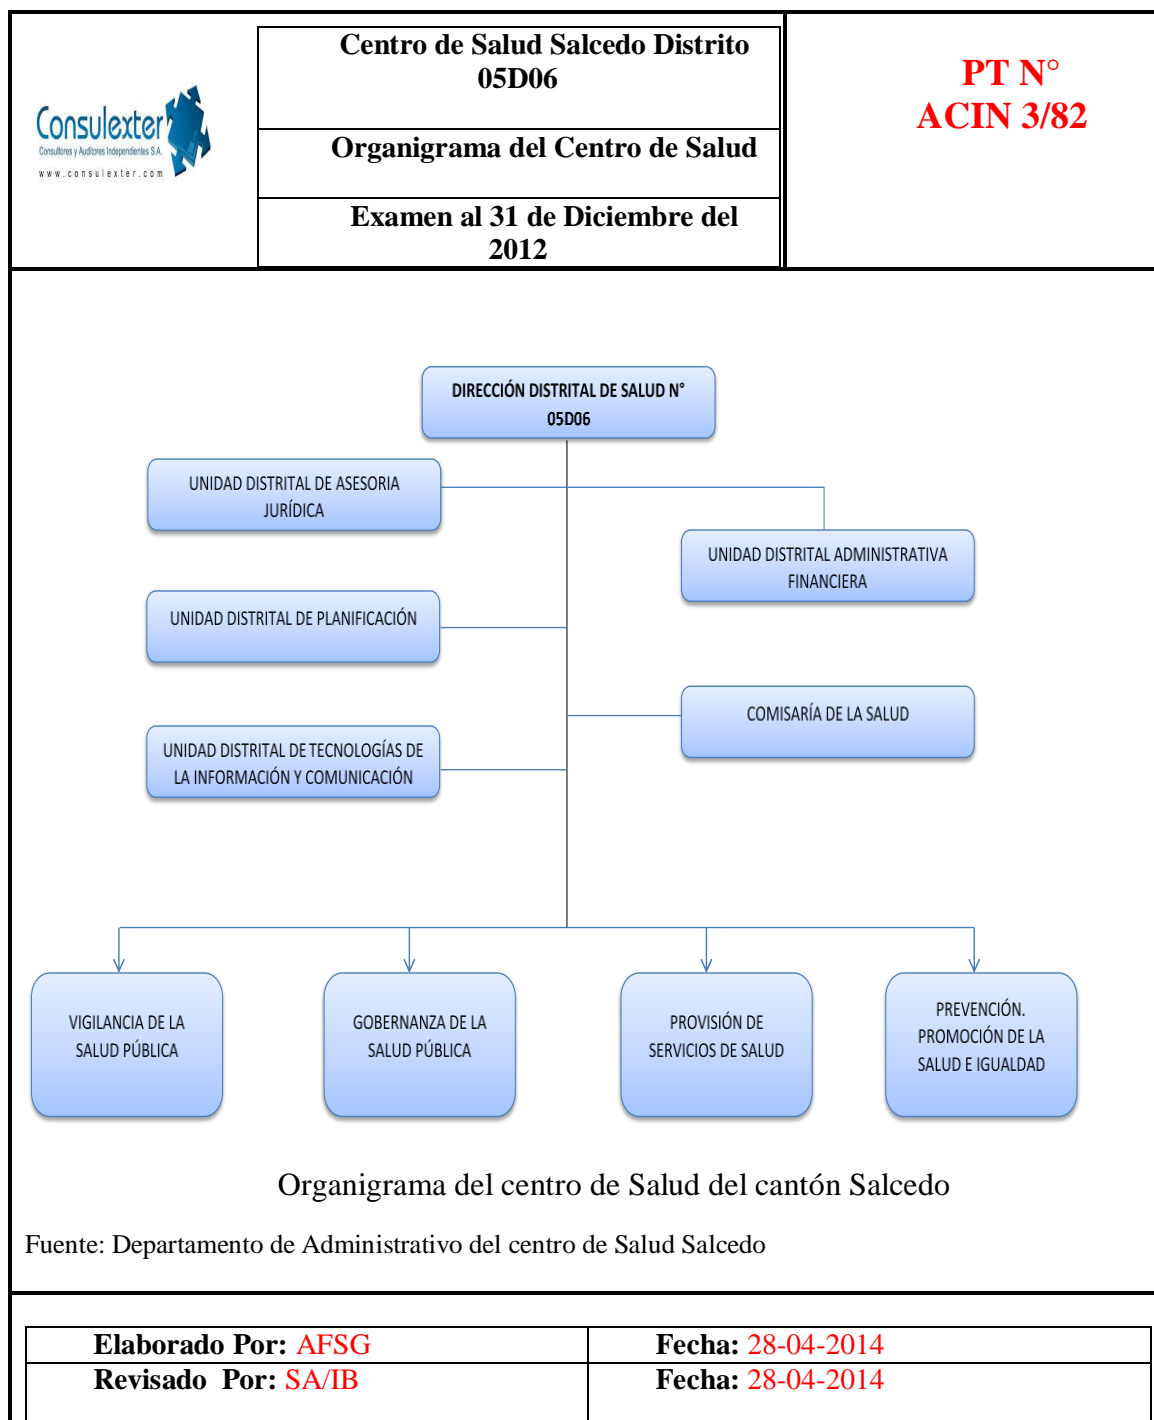 Consulexter
Consultores y Auditores Independientes S.A.
www.consulexter.com
Centro de Salud Salcedo Distrito
05D06
Organigrama del Centro de Salud
Examen al 31 de Diciembre del
2012
PT N°
ACIN 3/82
DIRECCIÓN DISTRITAL DE SALUD N°
05D06
UNIDAD DISTRITAL DE ASESORIA
JURÍDICA
UNIDAD DISTRITAL ADMINISTRATIVA
FINANCIERA
UNIDAD DISTRITAL DE PLANIFICACIÓN
COMISARÍA DE LA SALUD
UNIDAD DISTRITAL DE TECNOLOGÍAS DE
LA INFORMACIÓN Y COMUNICACIÓN
VIGILANCIA DE LA
SALUD PÚBLICA
GOBERNANZA DE LA
SALUD PÚBLICA
PROVISIÓN DE
SERVICIOS DE SALUD
PREVENCIÓN.
PROMOCIÓN DE LA
SALUD E IGUALDAD
Organigrama del centro de Salud del cantón Salcedo
Fuente: Departamento de Administrativo del centro de Salud Salcedo
Elaborado Por: AFSG
Fecha: 28-04-2014
Revisado Por: SA/IB
Fecha: 28-04-2014